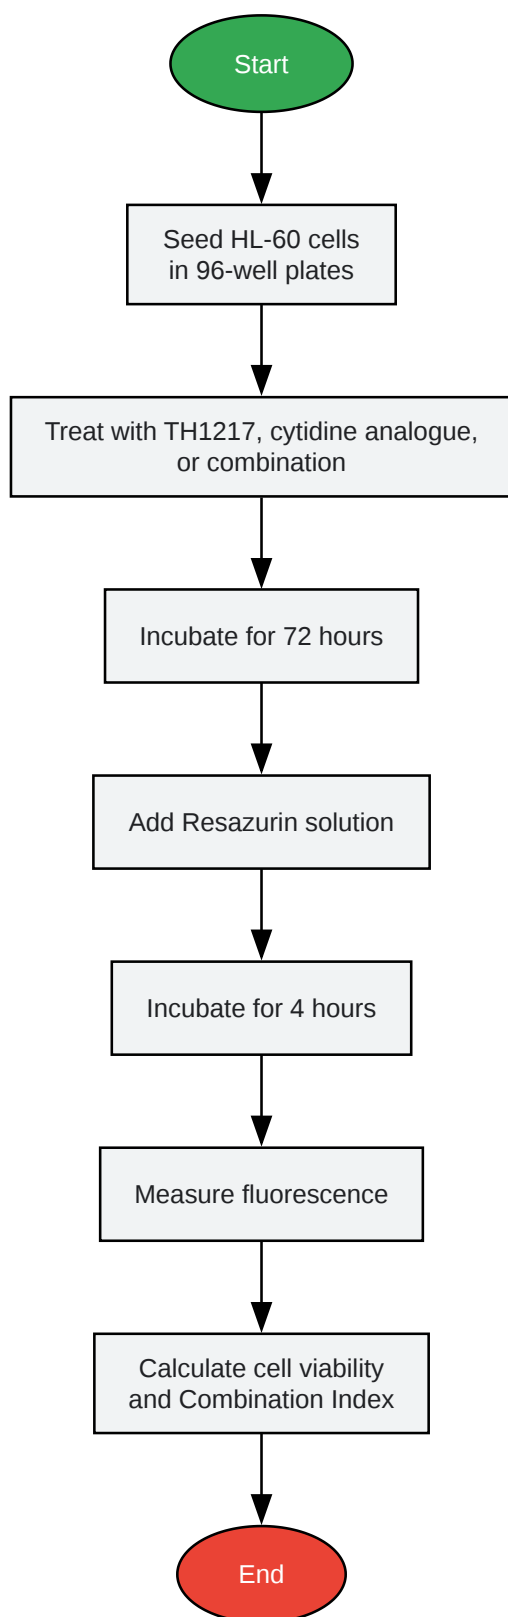 Start
Seed HL-60 cells
in 96-well plates
Treat with TH1217, cytidine analogue,
or combination
Incubate for 72 hours
Add Resazurin solution
Incubate for 4 hours
Measure fluorescence
Calculate cell viability
and Combination Index
End